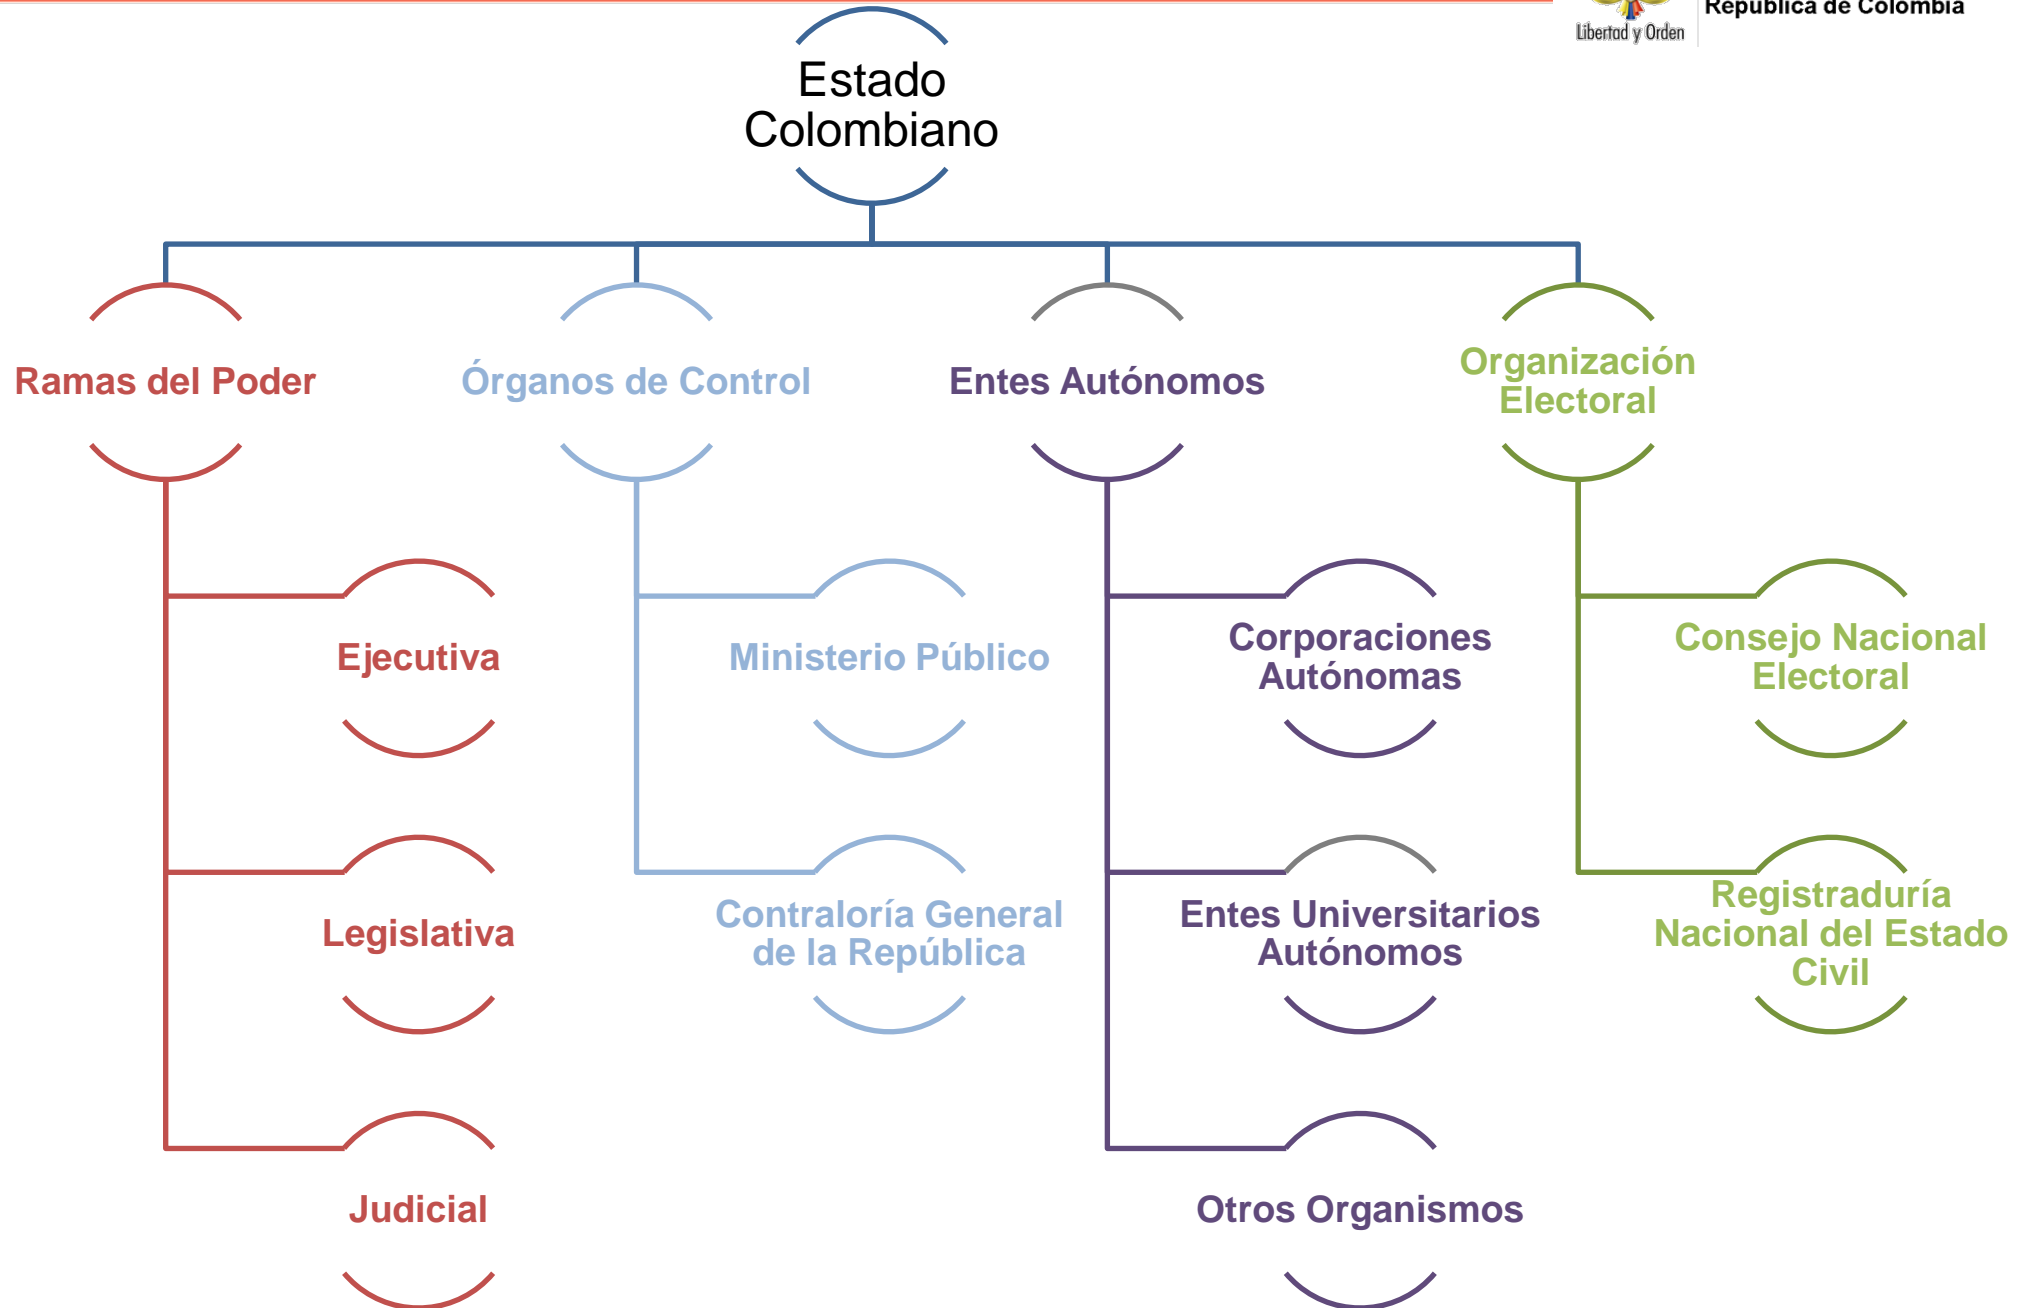 República de Colombia
Libertad y Orden
Estado
Colombiano
Ramas del Poder
Órganos de Control
Entes Autónomos
Organización
Electoral
Ejecutiva
Ministerio Público
Corporaciones
Autónomas
Consejo Nacional
Electoral
Legislativa
Contraloría General
de la República
Entes Universitarios
Autónomos
Registraduría
Nacional del Estado
Civil
Judicial
Otros Organismos